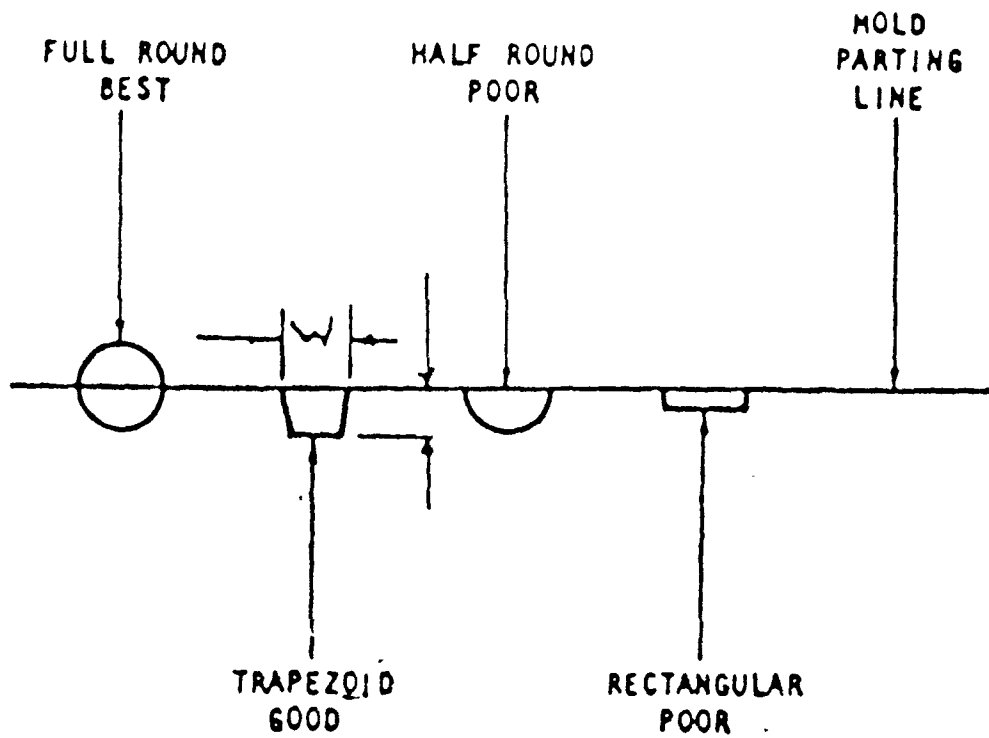 FULL ROUND
BEST
HALF ROUND
POOR
MOLD
PARTING
LINE
W
TRAPEZOID
GOOD
RECTANGULAR
POOR